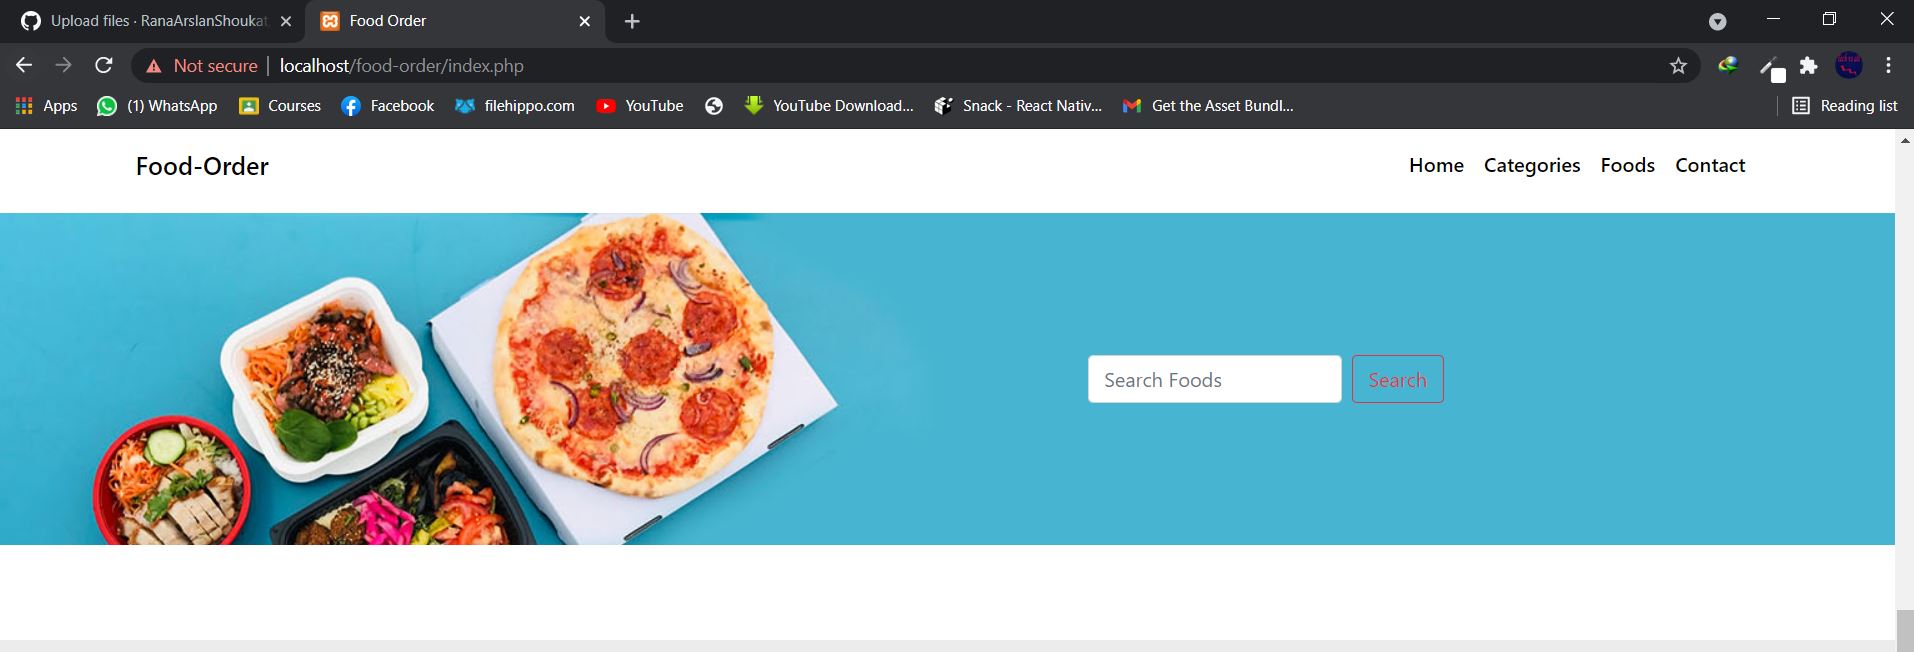 Upload files · RanaArslanShoukat
Food Order
Not secure
localhost/food-order/index.php
Apps
(1) WhatsApp
Courses
Facebook
filehippo.com
YouTube
YouTube Download...
Snack - React Nativ...
Get the Asset Bundl...
Reading list
Food-Order
Home
Categories
Foods
Contact
Search Foods
Search